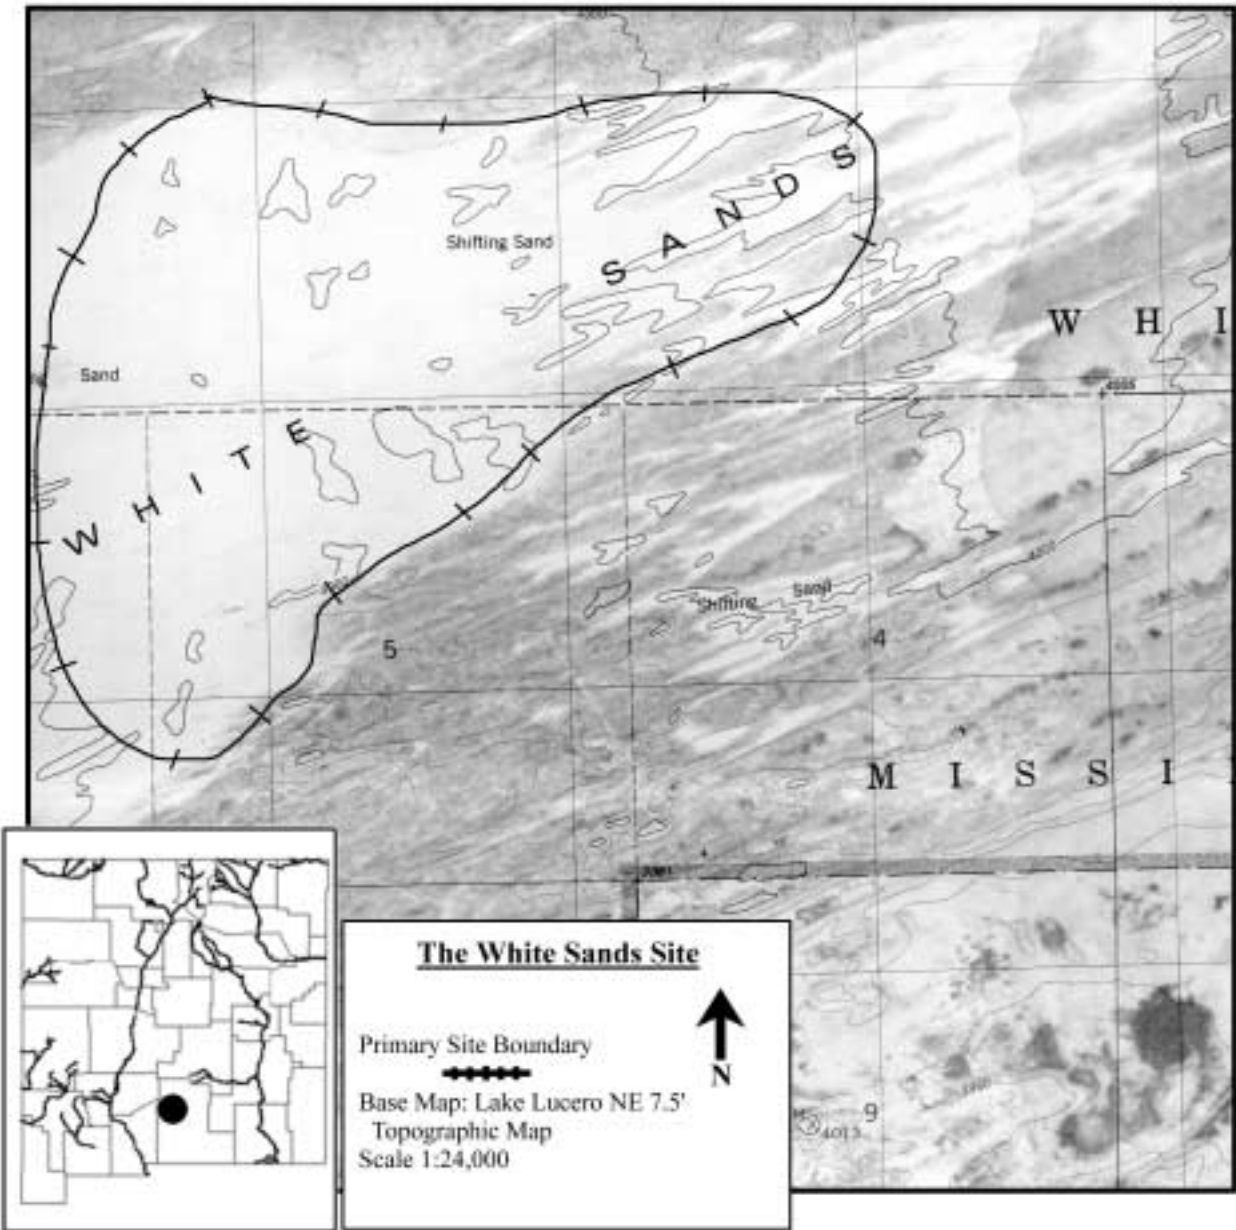 Shifting Sand
SANDS
WHI
Sand
WHITE
Shifting Sand
5
4
MISSI
The White Sands Site
Primary Site Boundary
N
Base Map: Lake Lucero NE 7.5'
Topographic Map
Scale 1:24,000
9
4013